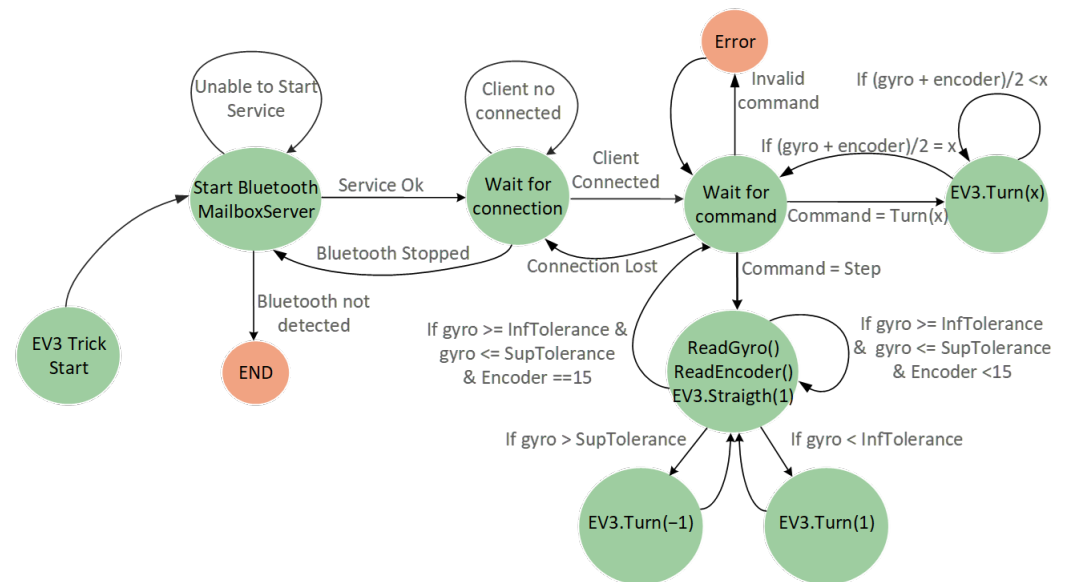 Error
Unable to Start
Service
Client no
connected
Invalid
command
If (gyro + encoder)/2 <x
If (gyro + encoder)/2 = x
Client
Connected
Start Bluetooth
MailboxServer
Service Ok
Wait for
connection
Wait for
command
EV3.Turn(x)
Command = Turn(x)
Bluetooth Stopped
Connection Lost
Command = Step
Bluetooth not
detected
EV3 Trick
Start
END
If gyro >= InfTolerance &
gyro <= SupTolerance
& Encoder ==15
ReadGyro()
ReadEncoder()
EV3.Straigth(1)
If gyro >= InfTolerance
& gyro <= SupTolerance
& Encoder <15
If gyro > SupTolerance
If gyro < InfTolerance
EV3.Turn(−1)
EV3.Turn(1)